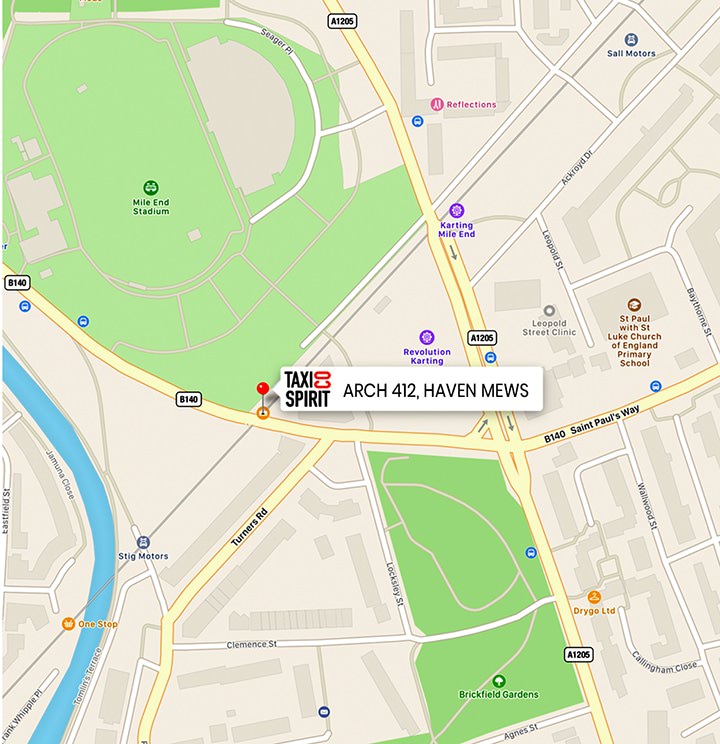 A1205
Seager Pl
Sall Motors
Reflections
Ackroyd Dr
Mile End
Stadium
Karting
Mile End
Leopold St
B140
Baythorne St
St Paul
with St
Luke Church
of England
Primary
School
Leopold
Street Clinic
A1205
Revolution
Karting
TAXI CO
SPIRIT
ARCH 412, HAVEN MEWS
B140
B140 Saint Paul's Way
Jamuna Close
Eastfield St
Turners Rd
Wallwood St
Stig Motors
Locksley St
Drygo Ltd
One Stop
Clemence St
Tomlin's Terrace
A1205
Callingham Close
Brickfield Gardens
rank Whipple Pl
Agnes St